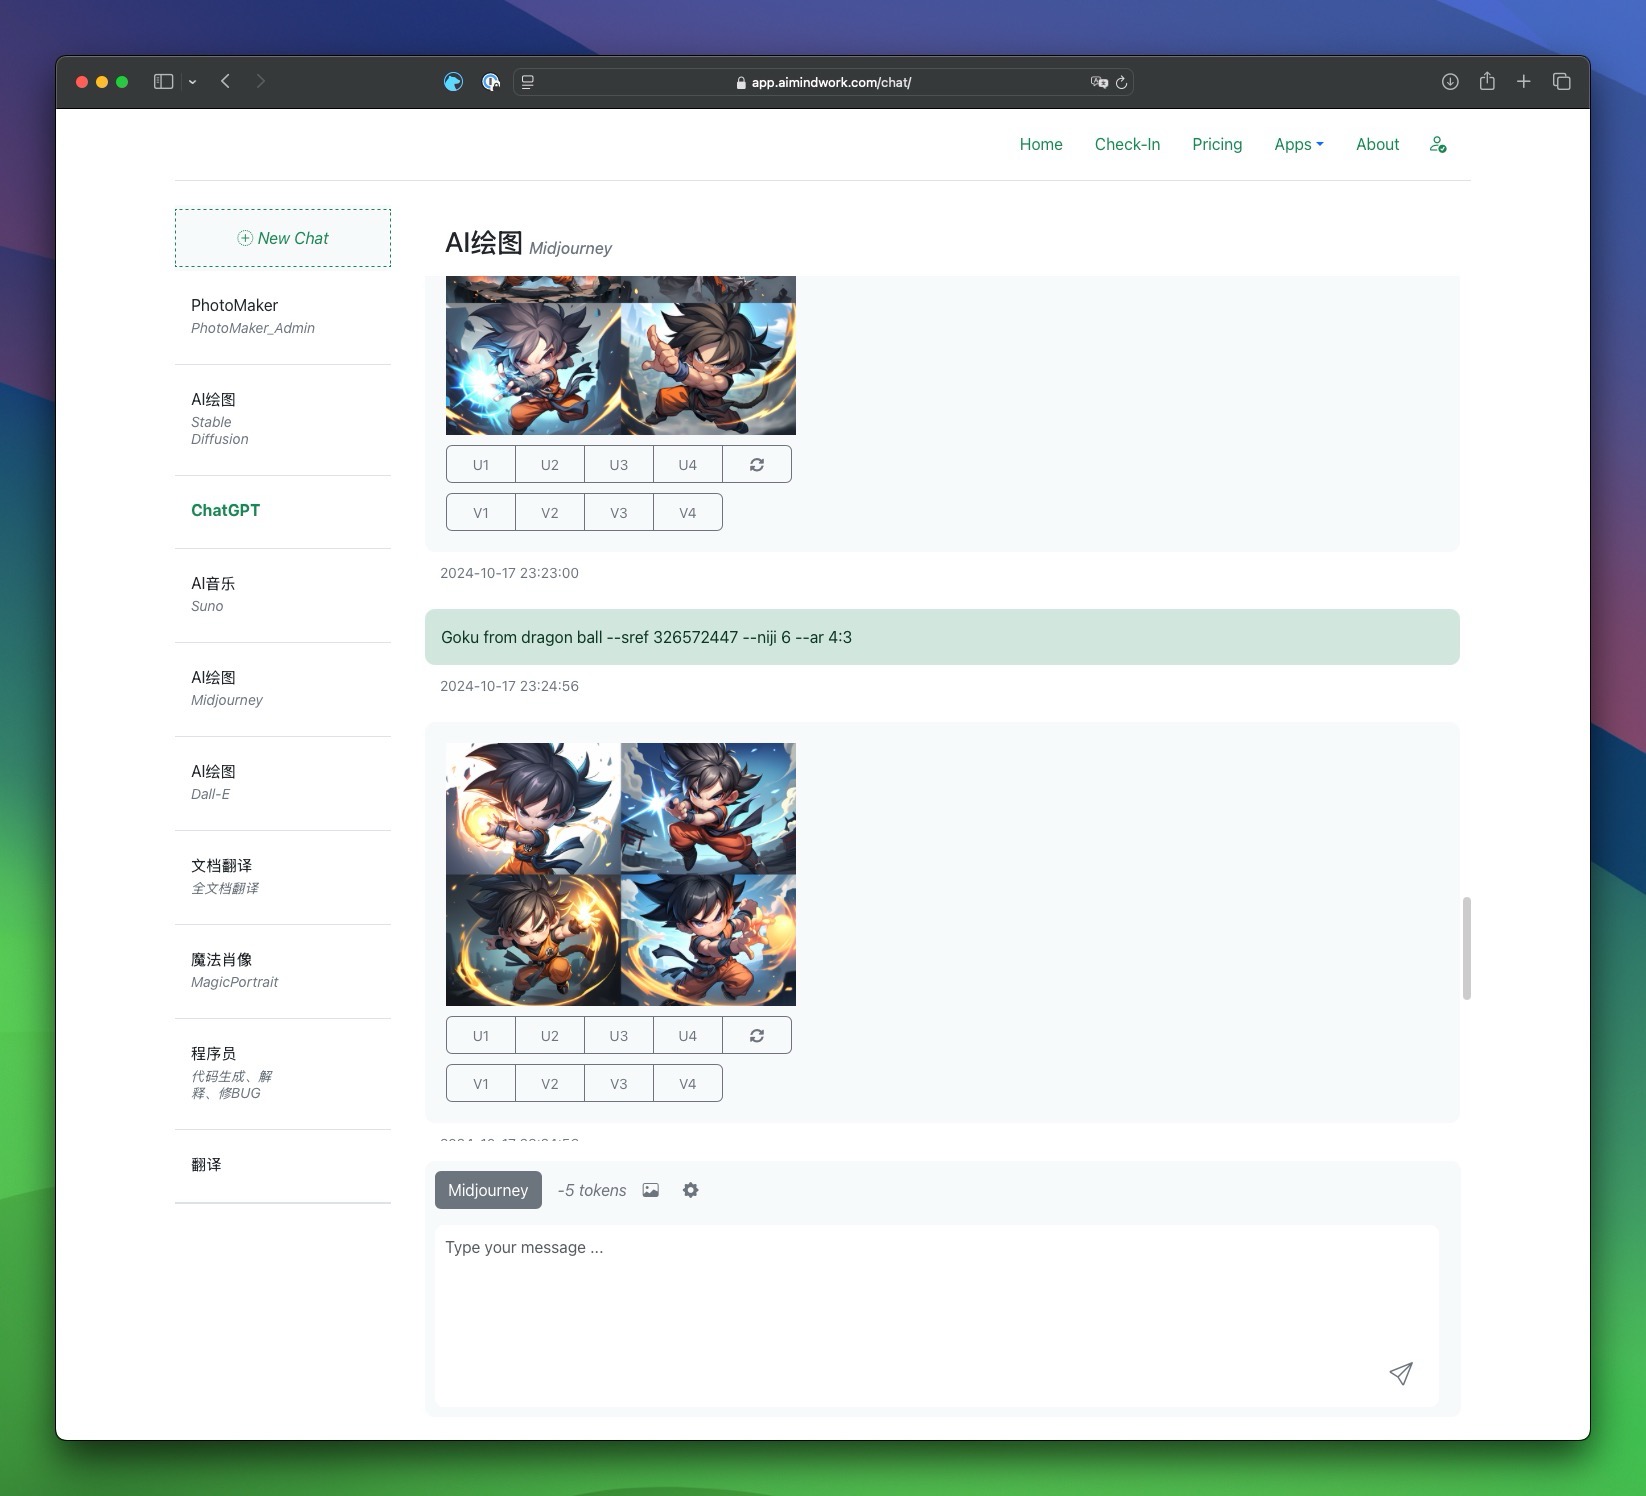 app.aimindwork.com/chat/
Home
Check-In
Pricing
Apps
About
New Chat
PhotoMaker
PhotoMaker_Admin
AI绘图
Stable
Diffusion
ChatGPT
AI音乐
Suno
AI绘图
Midjourney
AI绘图
Dall-E
文档翻译
全文档翻译
魔法肖像
MagicPortrait
程序员
代码生成、解
释、修BUG
翻译
AI绘图 Midjourney
U1 U2 U3 U4
V1 V2 V3 V4
2024-10-17 23:23:00
Goku from dragon ball --sref 326572447 --niji 6 --ar 4:3
2024-10-17 23:24:56
U1 U2 U3 U4
V1 V2 V3 V4
Midjourney
-5 tokens
Type your message ...